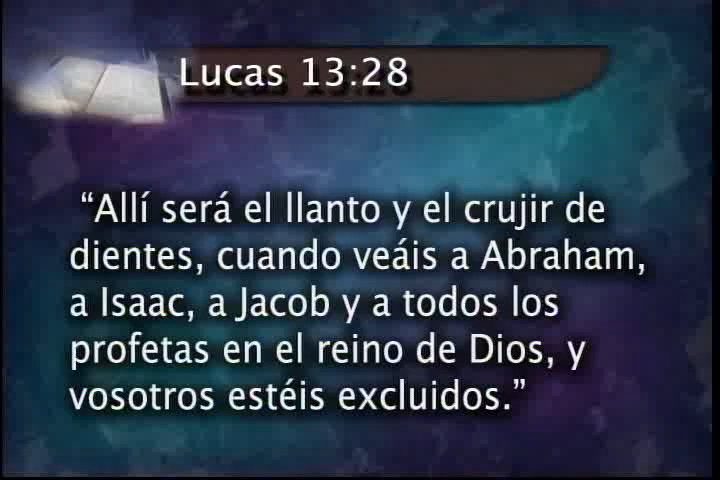 Lucas 13:28
“Allí será el llanto y el crujir de
dientes, cuando veáis a Abraham,
a Isaac, a Jacob y a todos los
profetas en el reino de Dios, y
vosotros estéis excluidos.”